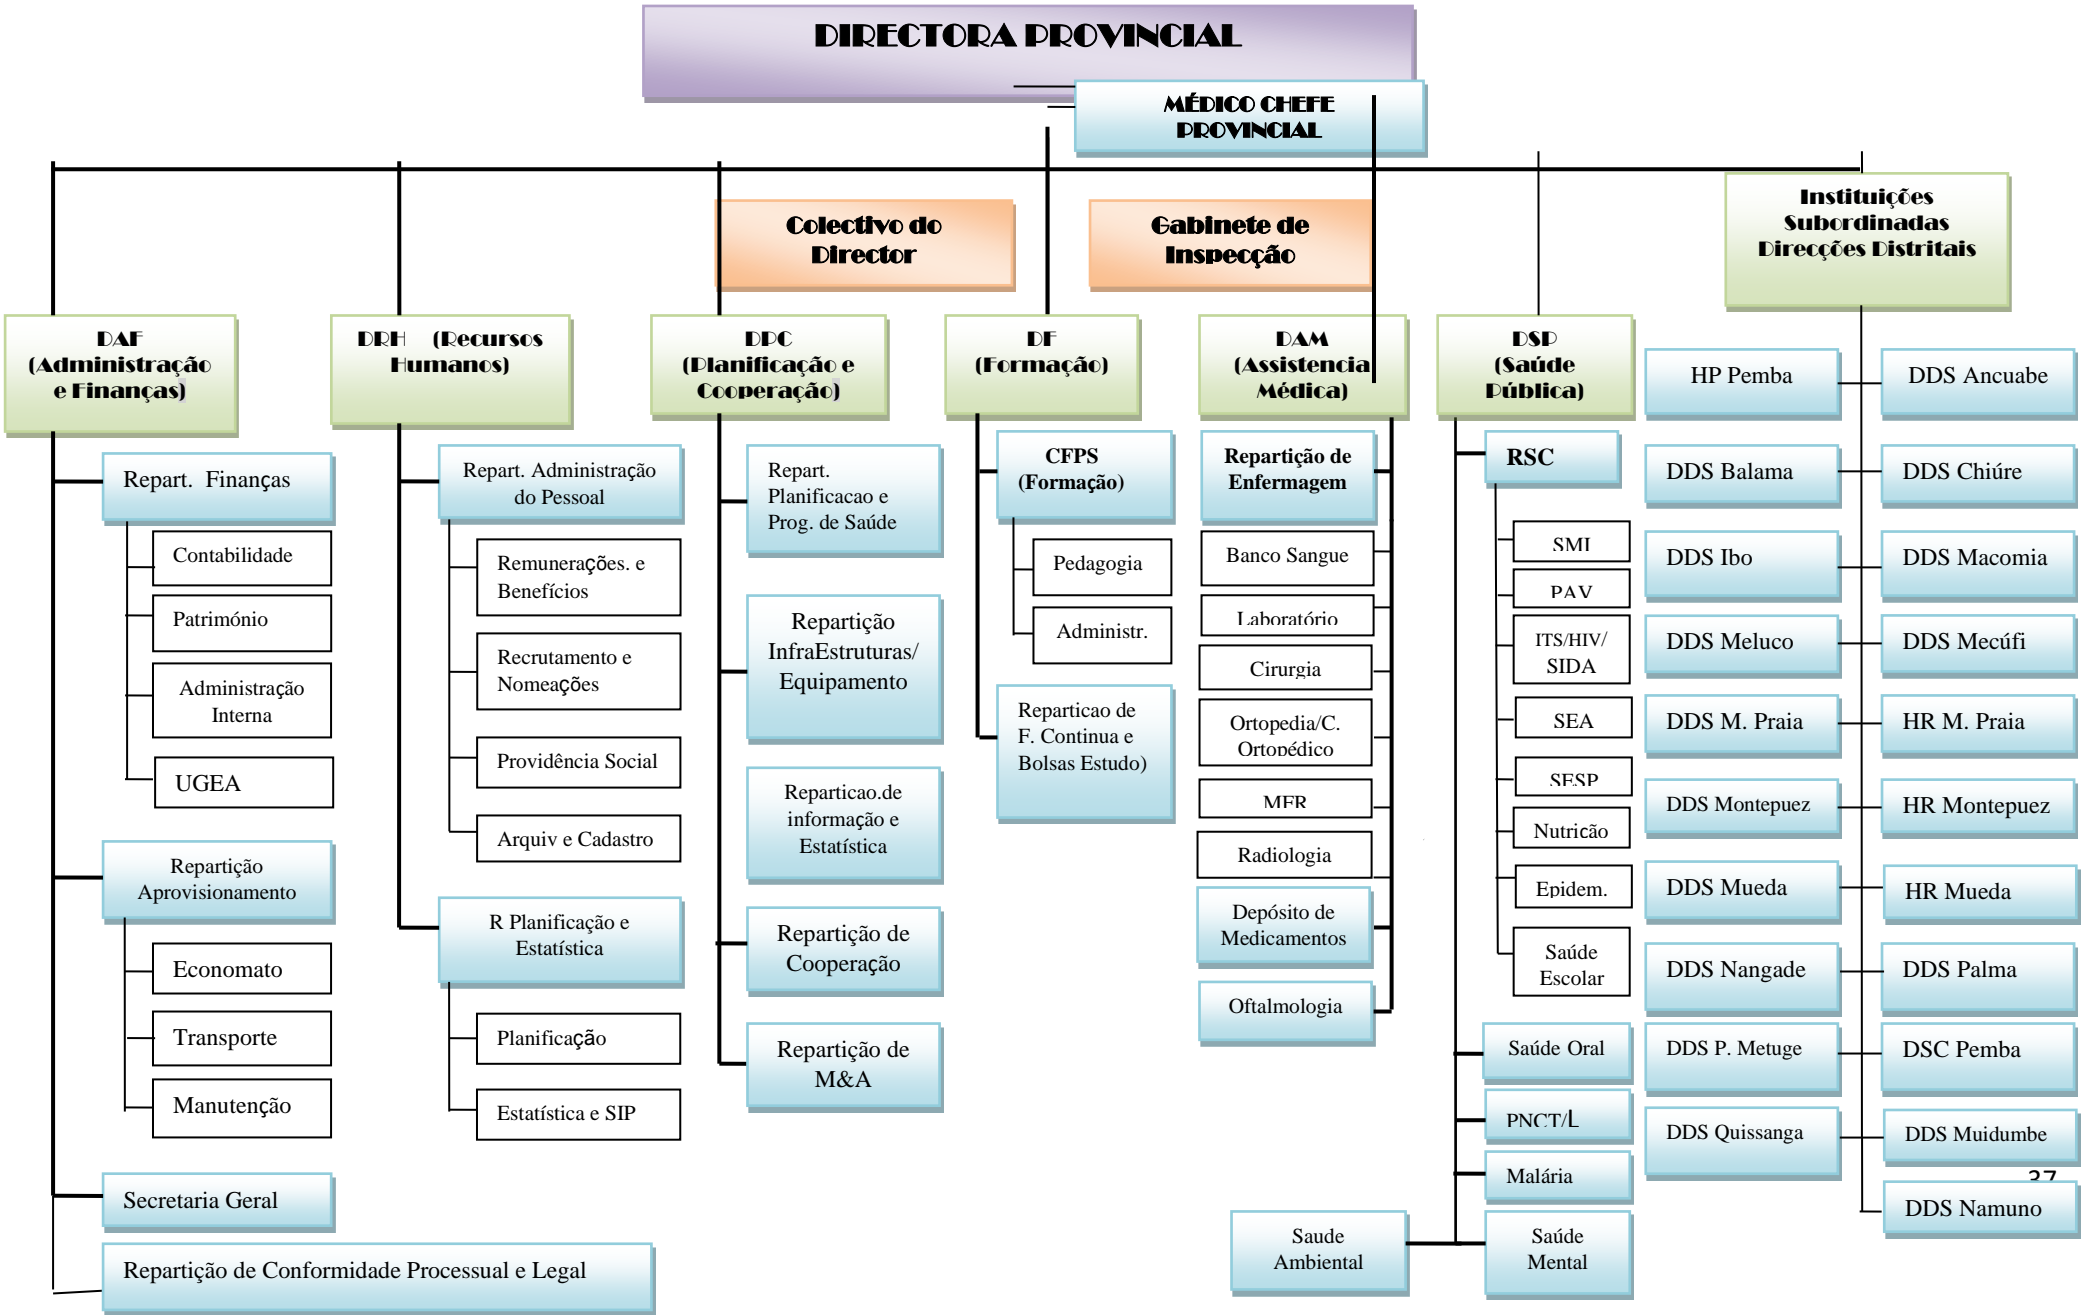 DIRECTORA PROVINCIAL
MÉDICO CHEFE
PROVINCIAL
Colectivo do
Director
Gabinete de
Inspecção
Instituições
Subordinadas
Direcções Distritais
DAF
(Administração
e Finanças)
Repart. Finanças
Contabilidade
Património
Administração
Interna
UGEA
Repartição
Aprovisionamento
Economato
Transporte
Manutenção
Secretaria Geral
Repartição de Conformidade Processual e Legal
DRH (Recursos
Humanos)
Repart. Administração
do Pessoal
Remunerações. e
Benefícios
Recrutamento e
Nomeações
Providência Social
Arquiv e Cadastro
R Planificação e
Estatística
Planificação
Estatística e SIP
DPC
(Planificação e
Cooperação)
Repart.
Planificacao e
Prog. de Saúde
Repartição
InfraEstruturas/
Equipamento
Reparticao.de
informação e
Estatística
Repartição de
Cooperação
Repartição de
M&A
DF
(Formação)
CFPS
(Formação)
Pedagogia
Administr.
Reparticao de
F. Continua e
Bolsas Estudo)
DAM
(Assistencia
Médica)
Repartição de
Enfermagem
Banco Sangue
Laboratório
Cirurgia
Ortopedia/C.
Ortopédico
MFR
Radiologia
Depósito de
Medicamentos
Oftalmologia
DSP
(Saúde
Pública)
RSC
SMI
PAV
ITS/HIV/
SIDA
SEA
SESP
Nutrição
Epidem.
Saúde
Escolar
Saúde Oral
PNCT/L
Malária
Saude
Ambiental
Saúde
Mental
HP Pemba
DDS Ancuabe
DDS Balama
DDS Chiúre
DDS Ibo
DDS Macomia
DDS Meluco
DDS Mecúfi
DDS M. Praia
HR M. Praia
DDS Montepuez
HR Montepuez
DDS Mueda
HR Mueda
DDS Nangade
DDS Palma
DDS P. Metuge
DSC Pemba
DDS Quissanga
DDS Muidumbe
37
DDS Namuno